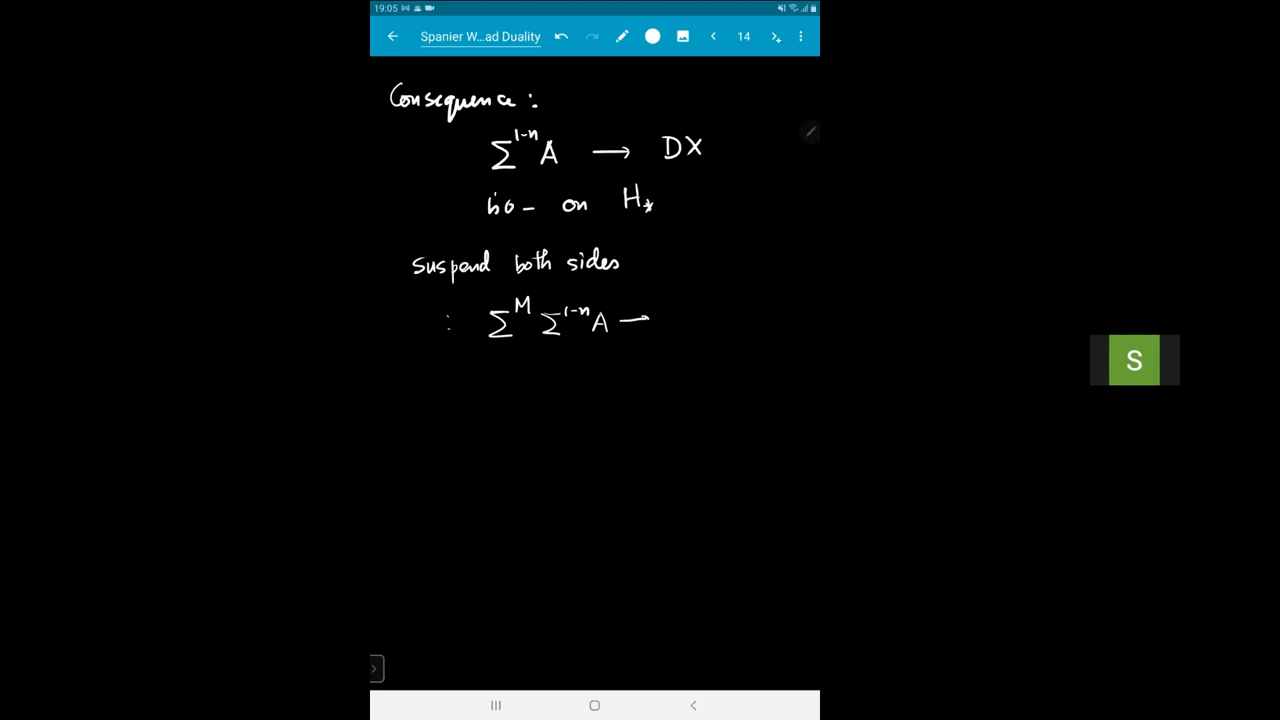 19:05
Spanier W...ad Duality 14
Consequence :
Σ^{1-n} A → DX
iso - on H_*
suspend both sides
: Σ^M Σ^{1-n} A →
S